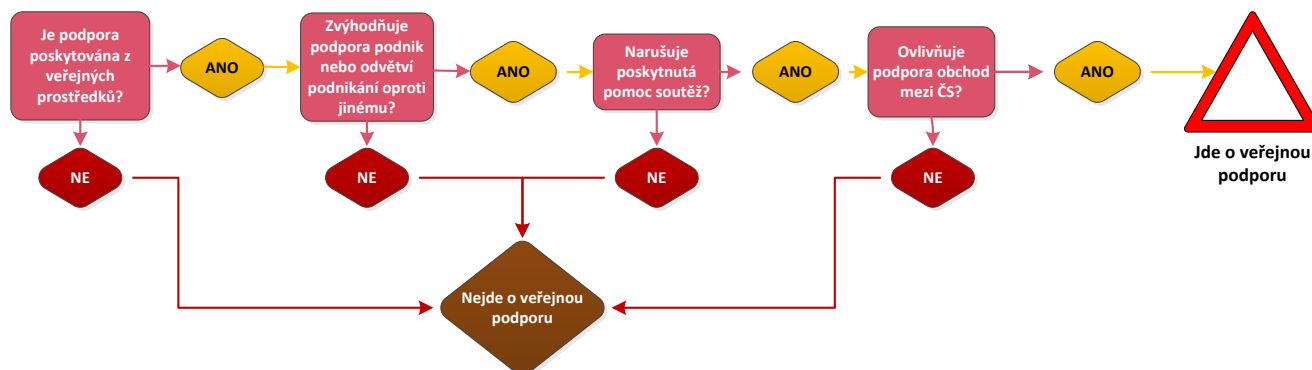 Je podpora
poskytována z
veřejných
prostředků?
ANO
Zvýhodňuje
podpora podnik
nebo odvětví
podnikání oproti
jinému?
ANO
Narušuje
poskytnutá
pomoc soutěž?
ANO
Ovlivňuje
podpora obchod
mezi ČS?
ANO
Jde o veřejnou
podporu
NE
NE
NE
NE
Nejde o veřejnou
podporu